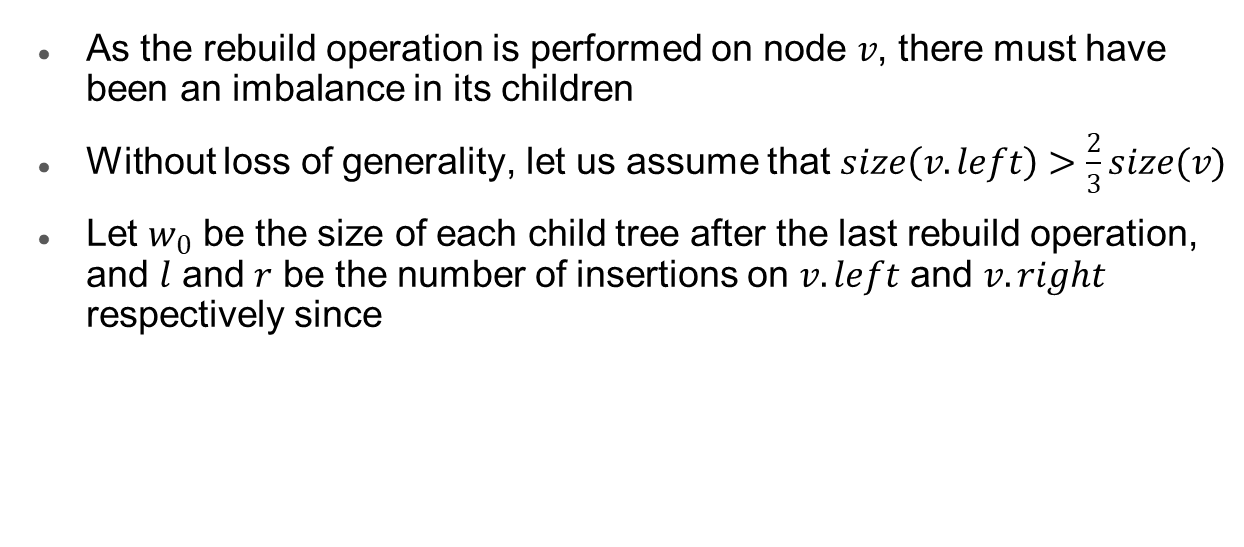 • As the rebuild operation is performed on node 𝑣, there must have
been an imbalance in its children
• Without loss of generality, let us assume that 𝑠𝑖𝑧𝑒(𝑣.𝑙𝑒𝑓𝑡) > 2/3 𝑠𝑖𝑧𝑒(𝑣)
• Let 𝑤₀ be the size of each child tree after the last rebuild operation,
and 𝑙 and 𝑟 be the number of insertions on 𝑣.𝑙𝑒𝑓𝑡 and 𝑣.𝑟𝑖𝑔ℎ𝑡
respectively since